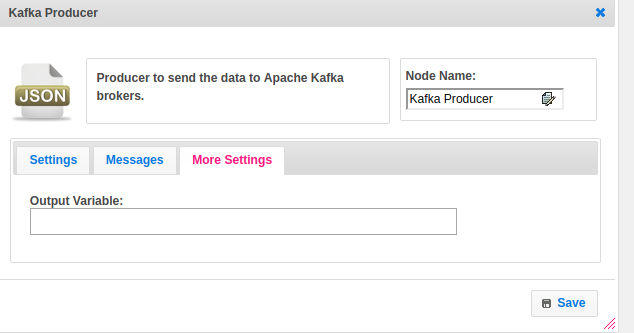 Kafka Producer
JSON
Producer to send the data to Apache Kafka
brokers.
Node Name:
Kafka Producer
Settings
Messages
More Settings
Output Variable:
Save